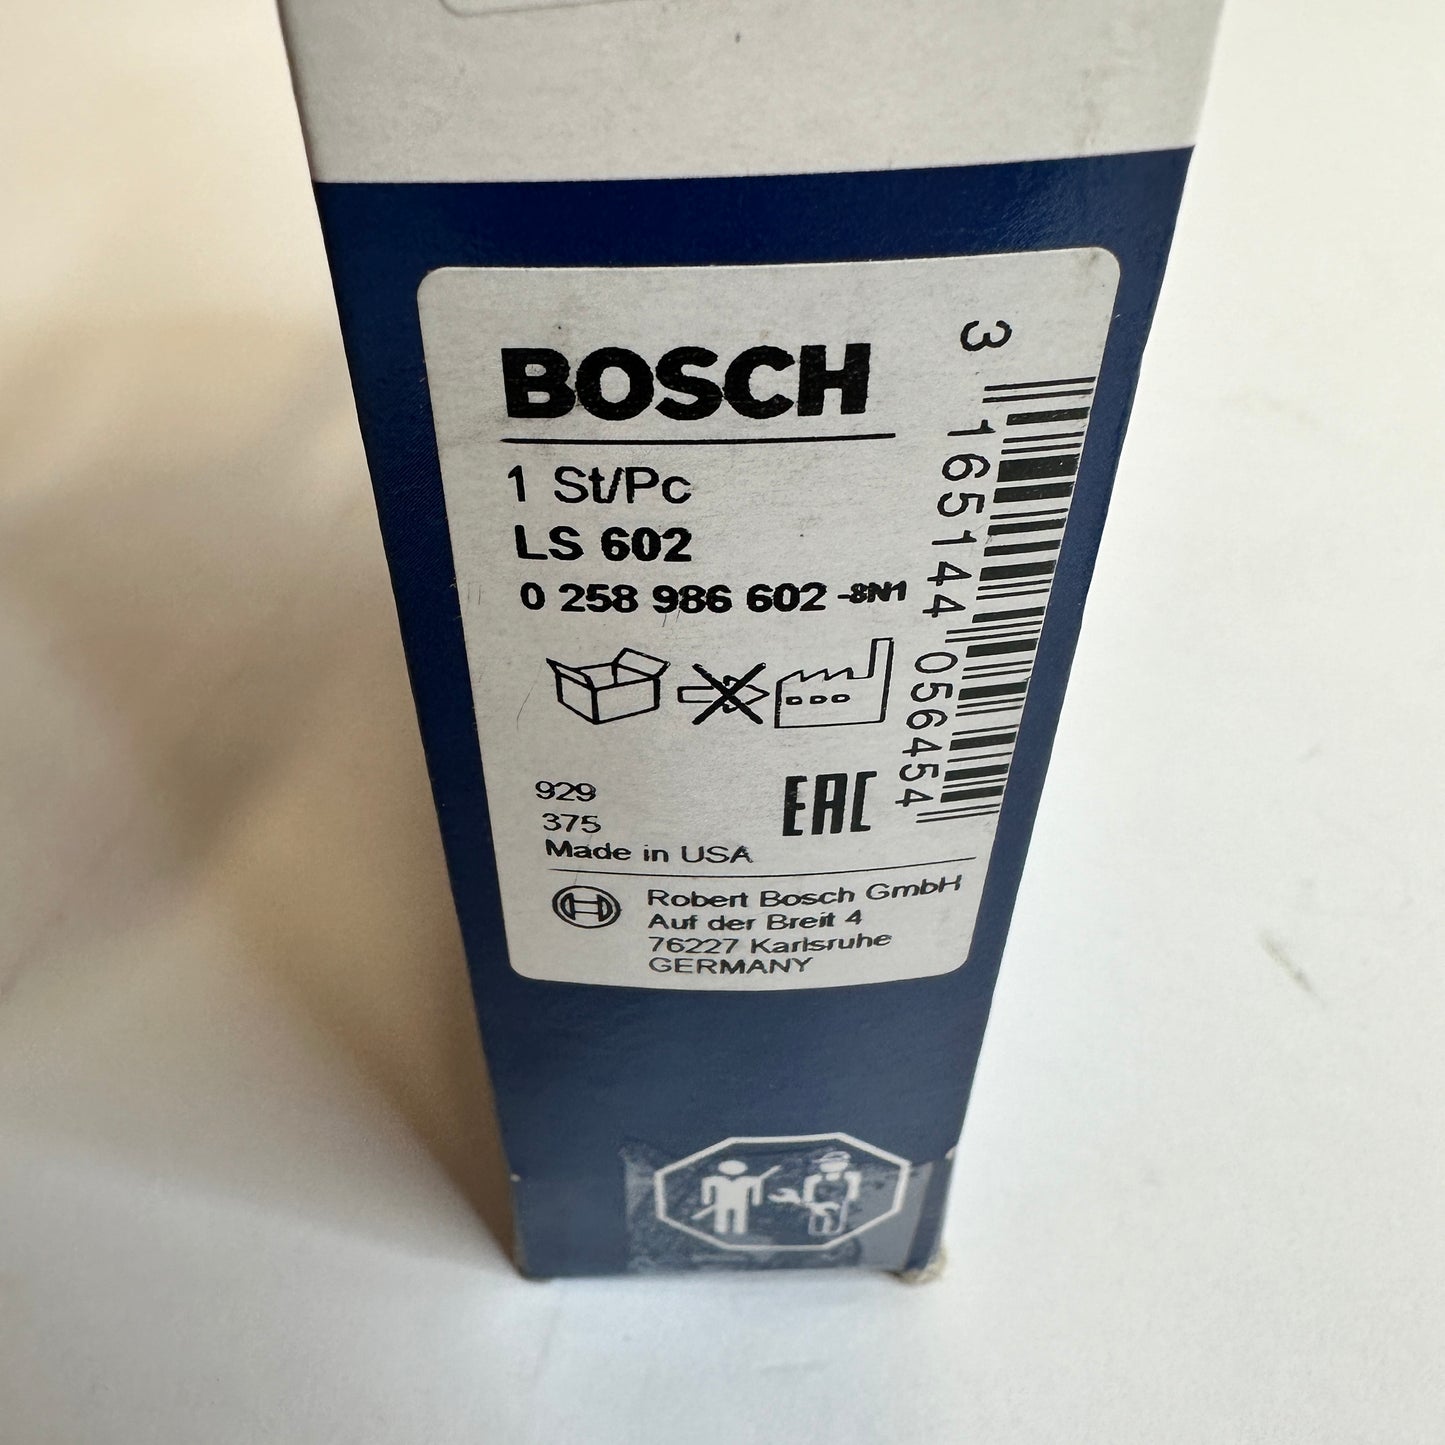 BOSCH
1 St/Pc
LS 602
0 258 986 602 -8N1
3 165144 056454
929
375
EAC
Made in USA
Robert Bosch GmbH
Auf der Breit 4
76227 Karlsruhe
GERMANY